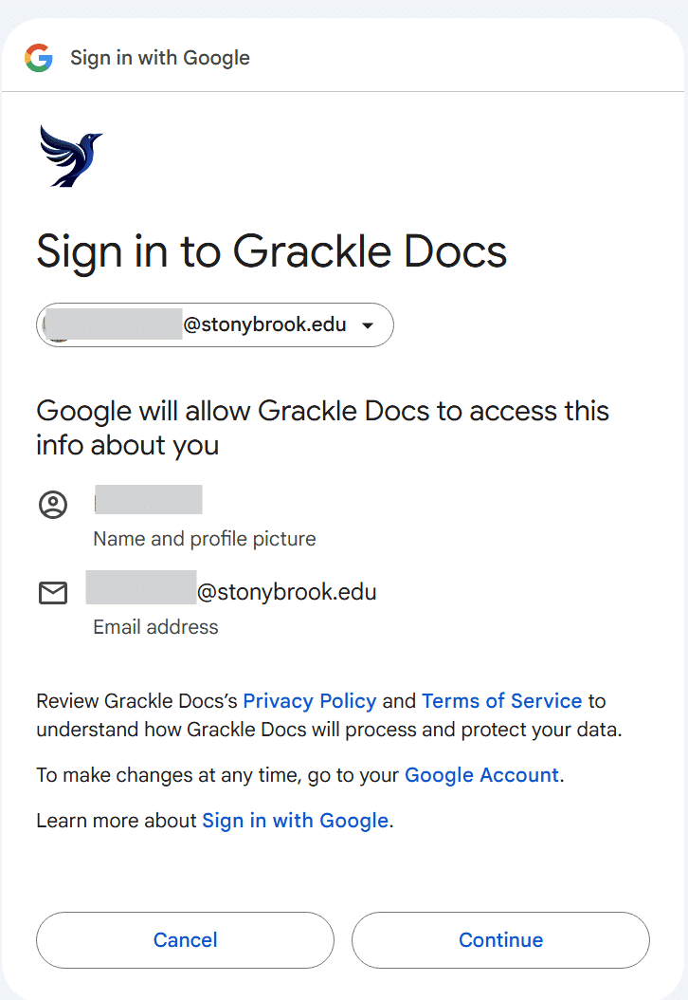 Sign in with Google
Sign in to Grackle Docs
@stonybrook.edu
Google will allow Grackle Docs to access this
info about you
Name and profile picture
@stonybrook.edu
Email address
Review Grackle Docs’s Privacy Policy and Terms of Service to
understand how Grackle Docs will process and protect your data.
To make changes at any time, go to your Google Account.
Learn more about Sign in with Google.
Cancel
Continue